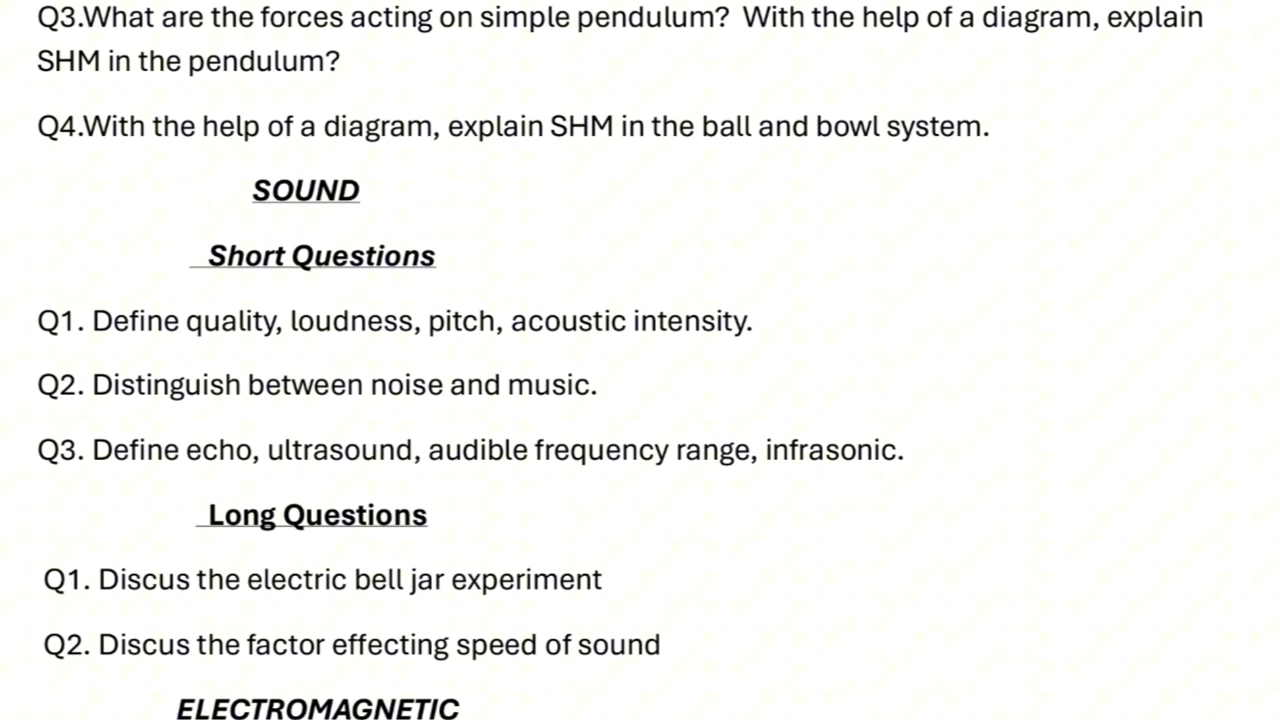 Q3.What are the forces acting on simple pendulum?  With the help of a diagram, explain
SHM in the pendulum?
Q4.With the help of a diagram, explain SHM in the ball and bowl system.
SOUND
Short Questions
Q1. Define quality, loudness, pitch, acoustic intensity.
Q2. Distinguish between noise and music.
Q3. Define echo, ultrasound, audible frequency range, infrasonic.
Long Questions
Q1. Discus the electric bell jar experiment
Q2. Discus the factor effecting speed of sound
ELECTROMAGNETIC